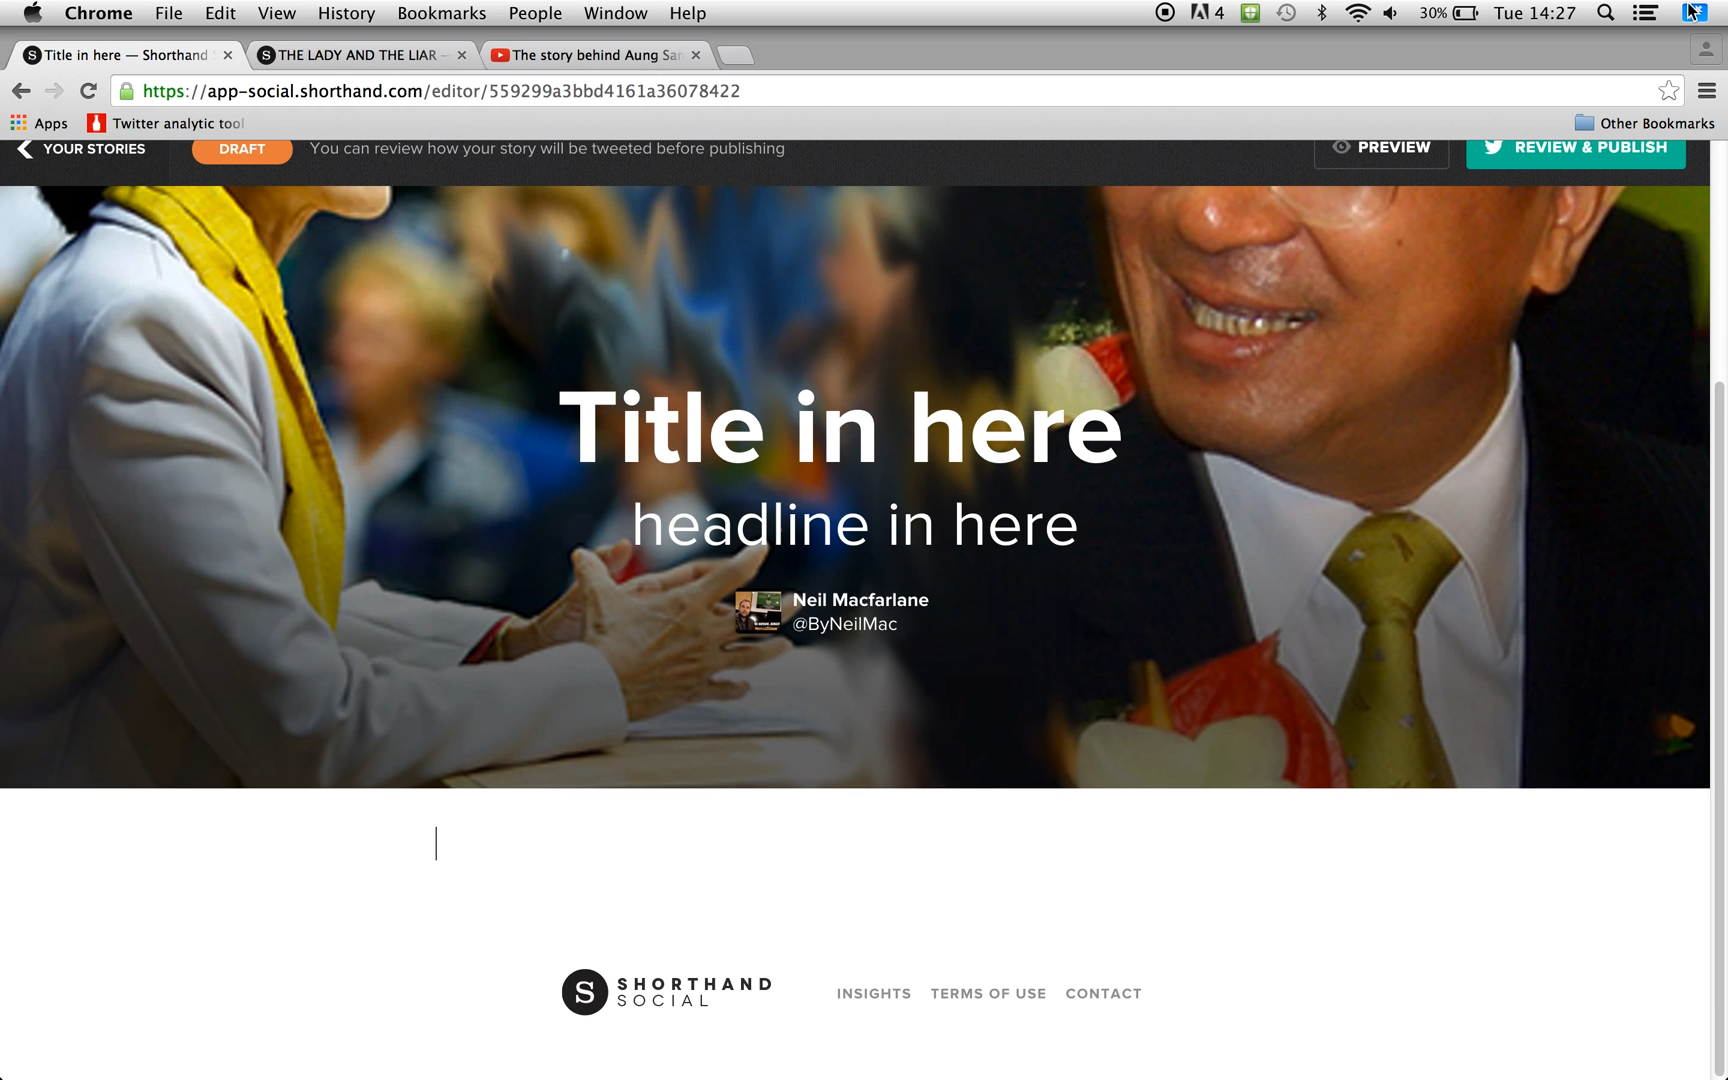 Chrome File Edit View History Bookmarks People Window Help 4 30% Tue 14:27
Title in here — Shorthand S THE LADY AND THE LIAR – The story behind Aung San
https://app-social.shorthand.com/editor/559299a3bbd4161a36078422
Apps Twitter analytic tool Other Bookmarks
YOUR STORIES DRAFT You can review how your story will be tweeted before publishing PREVIEW REVIEW & PUBLISH
Title in here
headline in here
Neil Macfarlane
@ByNeilMac
S SHORTHAND
SOCIAL
INSIGHTS TERMS OF USE CONTACT